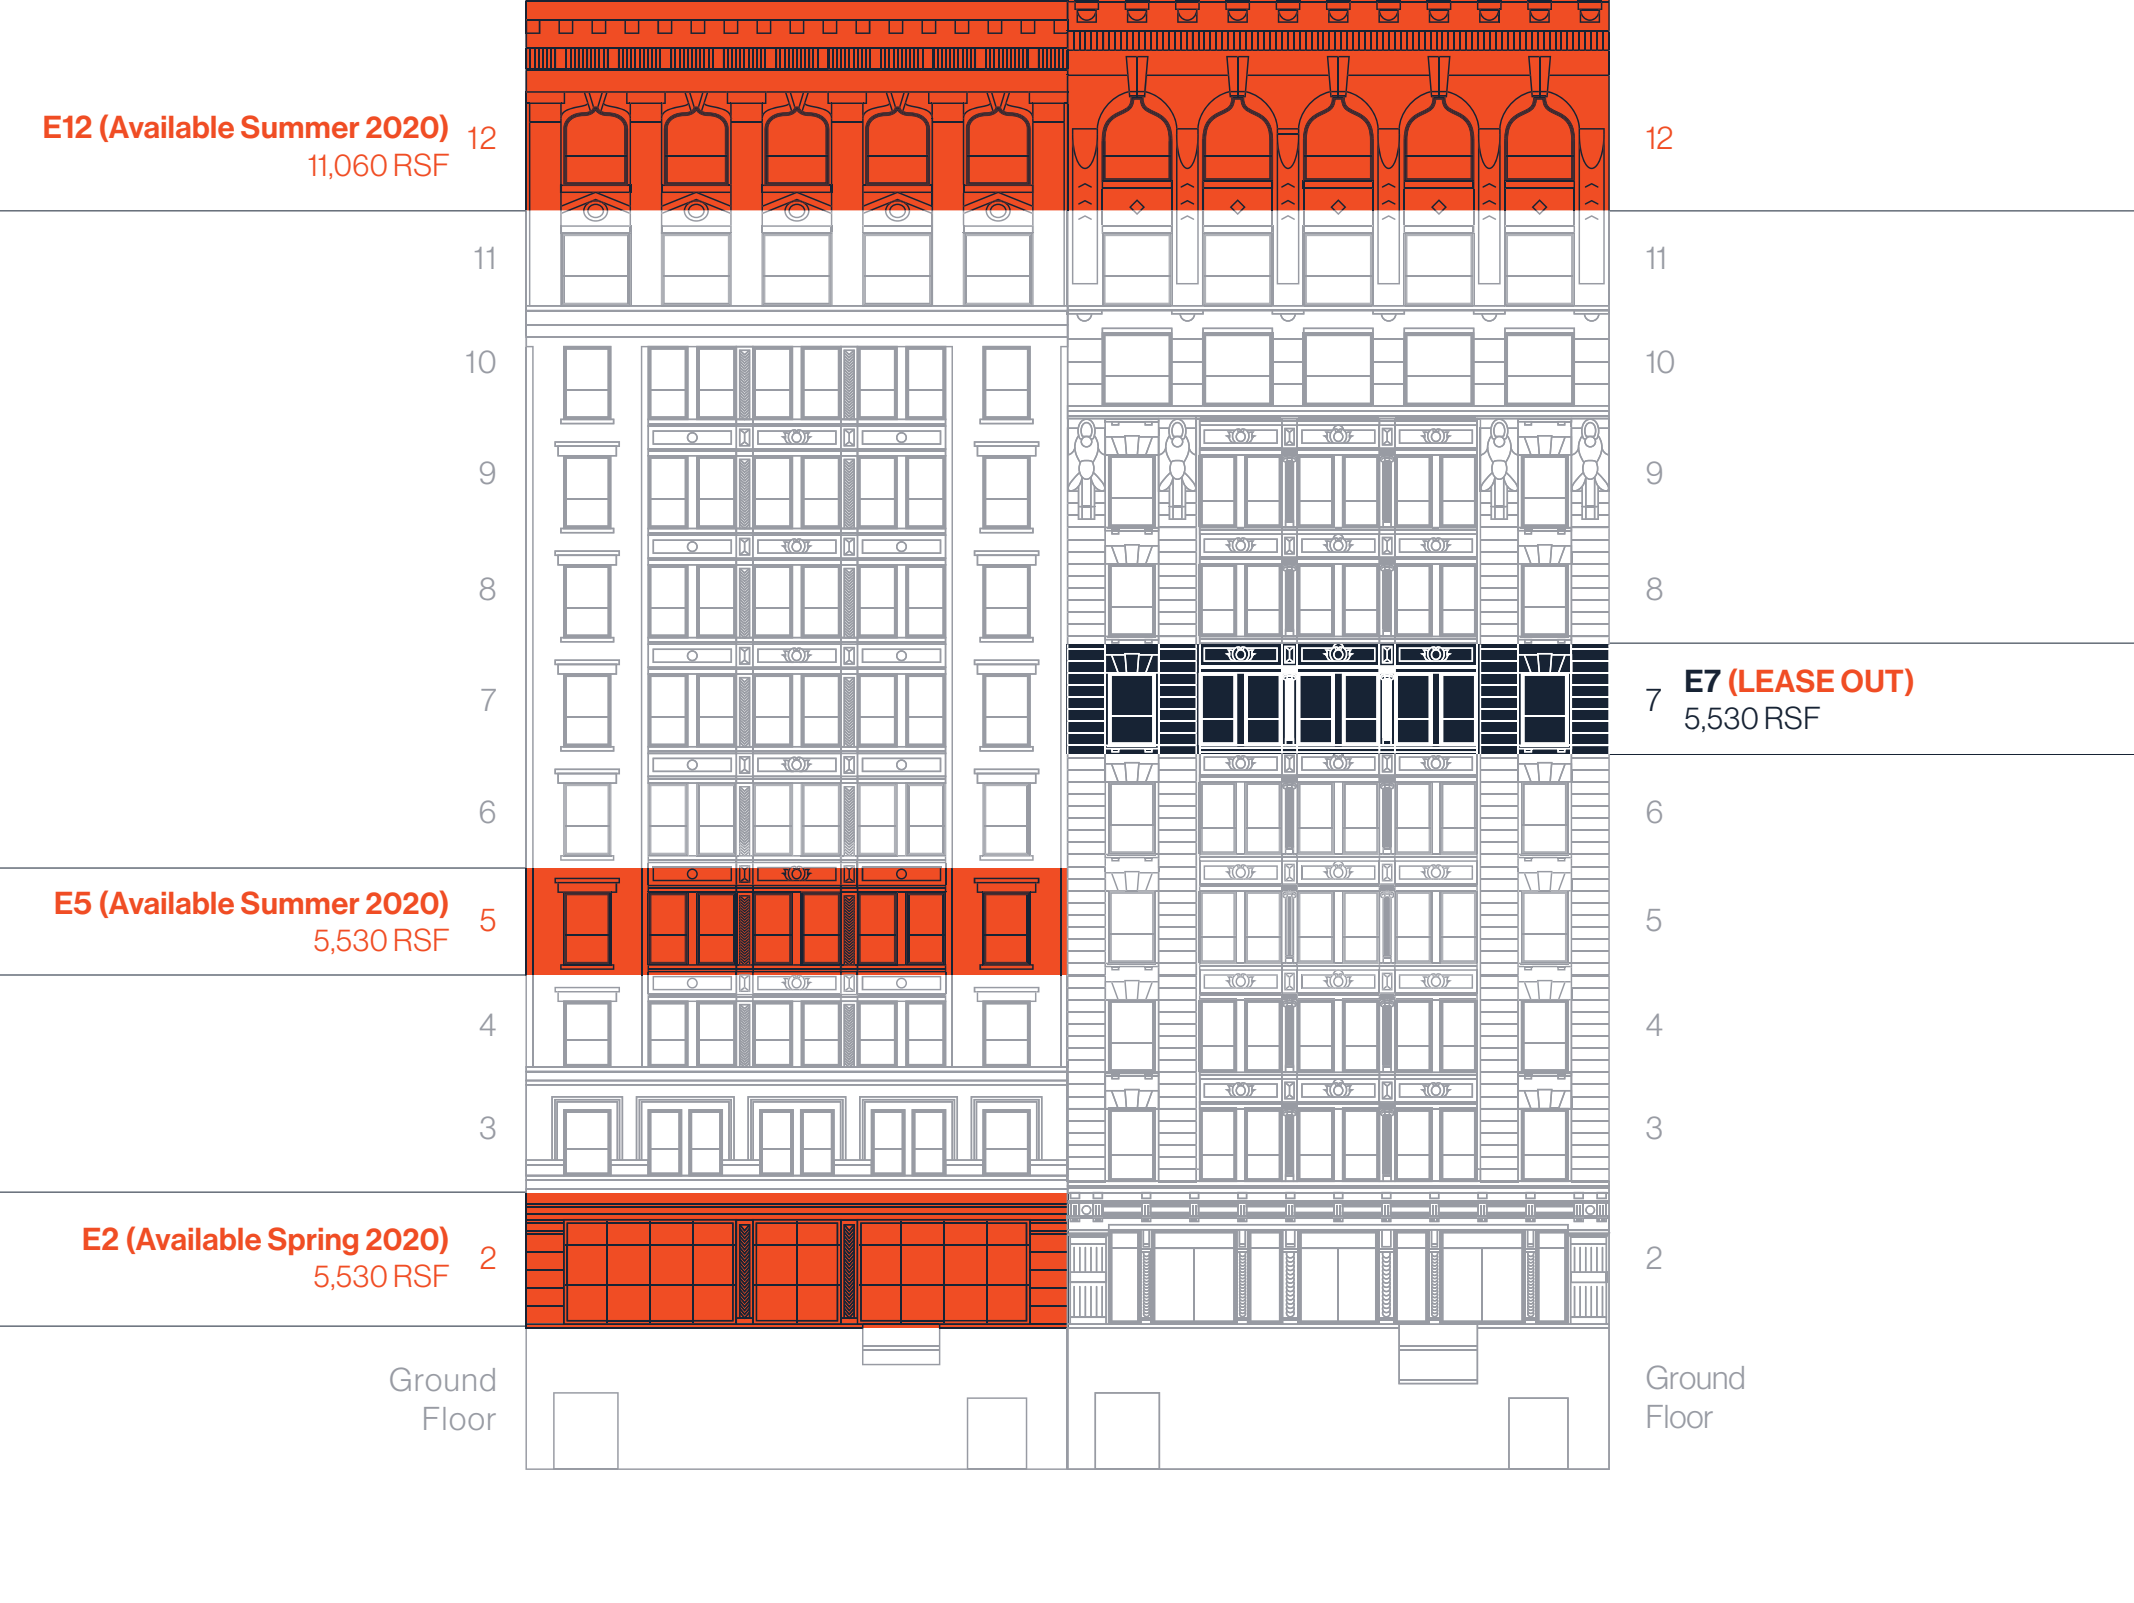 E12 (Available Summer 2020)
11,060 RSF
12
12
11
11
10
10
9
9
8
8
7
7
E7 (LEASE OUT)
5,530 RSF
6
6
E5 (Available Summer 2020)
5,530 RSF
5
5
4
4
3
3
E2 (Available Spring 2020)
5,530 RSF
2
2
Ground
Floor
Ground
Floor